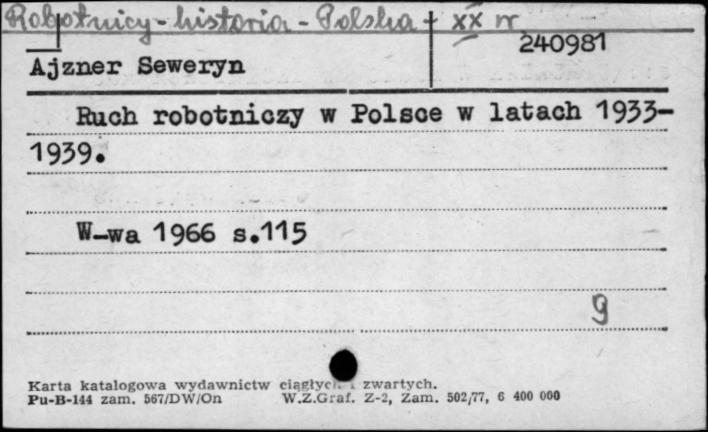 Robotnicy - historia - Polska + XX w
240981
Ajzner Seweryn
Ruch robotniczy w Polsce w latach 1933-
1939.
W-wa 1966 s.115
g
Karta katalogowa wydawnictw ciągłych i zwartych.
Pu-B-144 zam. 567/DW/On W.Z.Graf. Z-2, Zam. 502/77, 6 400 000